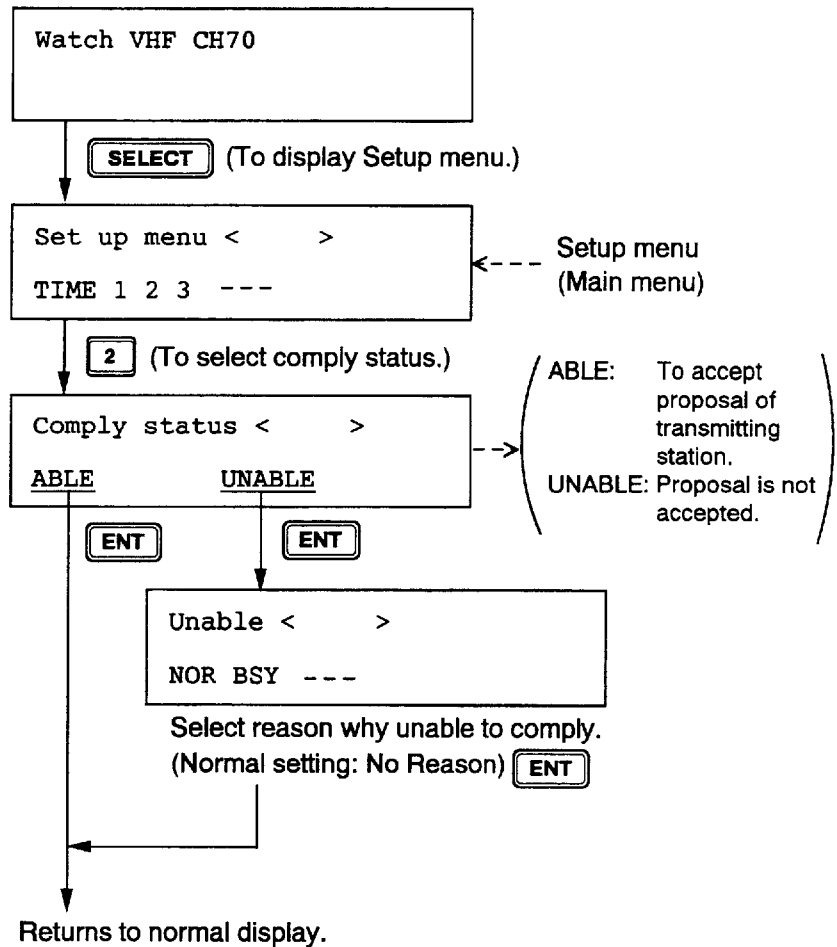 Watch VHF CH70
SELECT (To display Setup menu.)
Set up menu <     >
TIME 1 2 3 ---
Setup menu
(Main menu)
2 (To select comply status.)
Comply status <     >
ABLE UNABLE
ABLE: To accept
proposal of
transmitting
station.
UNABLE: Proposal is not
accepted.
ENT ENT
Unable <     >
NOR BSY ---
Select reason why unable to comply.
(Normal setting: No Reason) ENT
Returns to normal display.